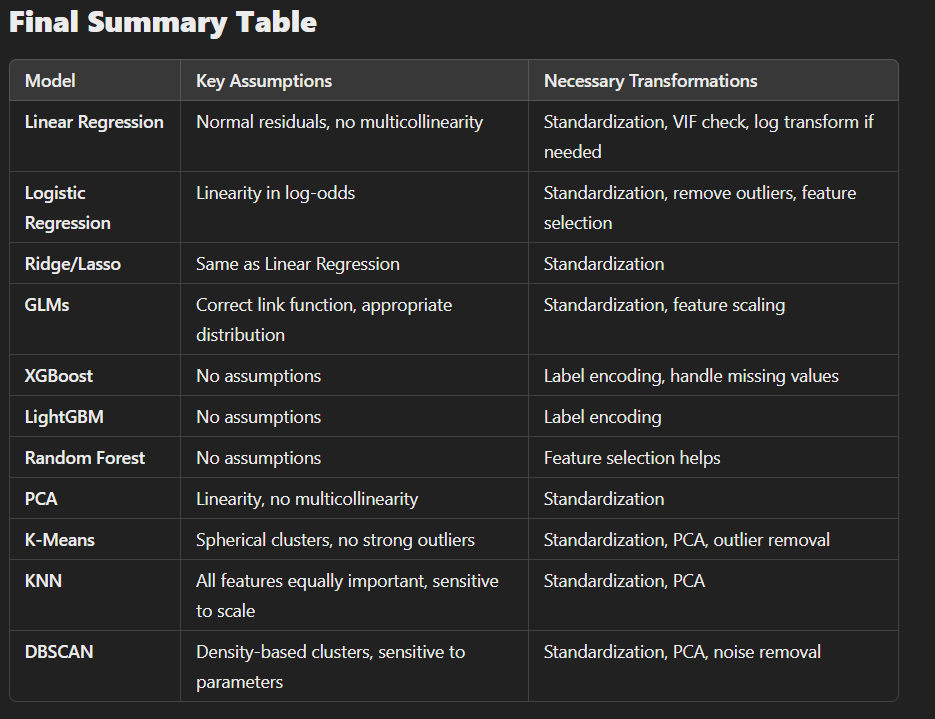 Final Summary Table
Model Key Assumptions Necessary Transformations
Linear Regression Normal residuals, no multicollinearity Standardization, VIF check, log transform if
needed
Logistic Linearity in log-odds Standardization, remove outliers, feature
Regression selection
Ridge/Lasso Same as Linear Regression Standardization
GLMs Correct link function, appropriate Standardization, feature scaling
distribution
XGBoost No assumptions Label encoding, handle missing values
LightGBM No assumptions Label encoding
Random Forest No assumptions Feature selection helps
PCA Linearity, no multicollinearity Standardization
K-Means Spherical clusters, no strong outliers Standardization, PCA, outlier removal
KNN All features equally important, sensitive Standardization, PCA
to scale
DBSCAN Density-based clusters, sensitive to Standardization, PCA, noise removal
parameters